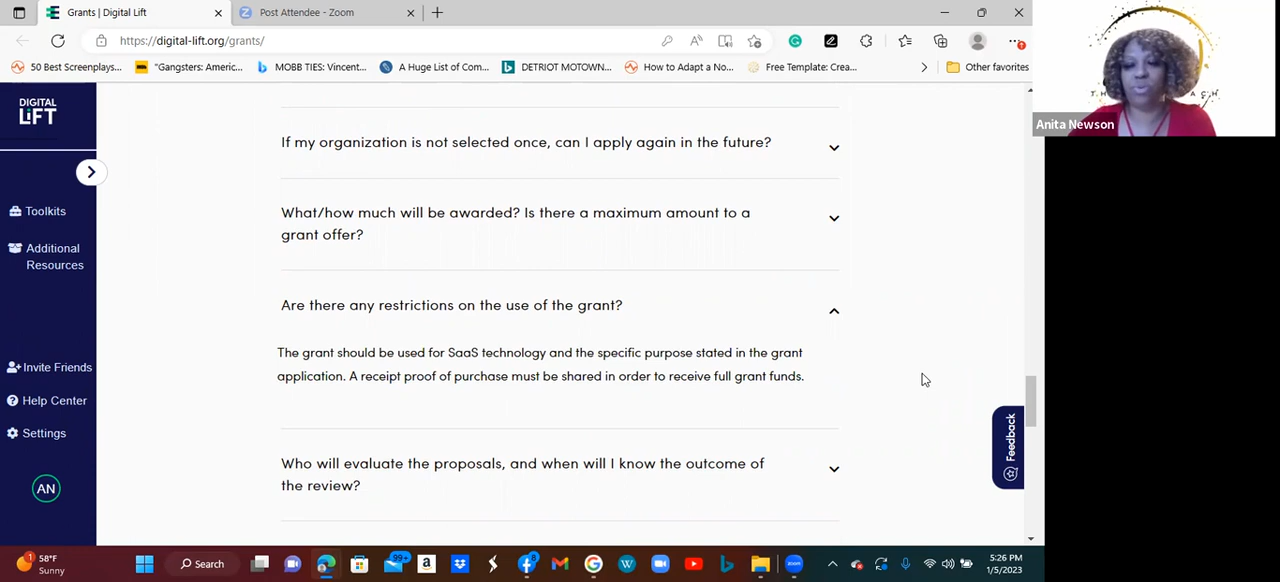 Grants | Digital Lift
Post Attendee - Zoom
https://digital-lift.org/grants/
50 Best Screenplays...
"Gangsters: Americ...
MOBB TIES: Vincent...
A Huge List of Com...
DETRIOT MOTOWN...
How to Adapt a No...
Free Template: Crea...
Other favorites
Anita Newson
DIGITAL
LiFT
Toolkits
Additional
Resources
Invite Friends
Help Center
Settings
AN
If my organization is not selected once, can I apply again in the future?
What/how much will be awarded? Is there a maximum amount to a
grant offer?
Are there any restrictions on the use of the grant?
The grant should be used for SaaS technology and the specific purpose stated in the grant
application. A receipt proof of purchase must be shared in order to receive full grant funds.
Who will evaluate the proposals, and when will I know the outcome of
the review?
Feedback
1
58°F
Sunny
Search
99+
8
zoom
5:26 PM
1/5/2023